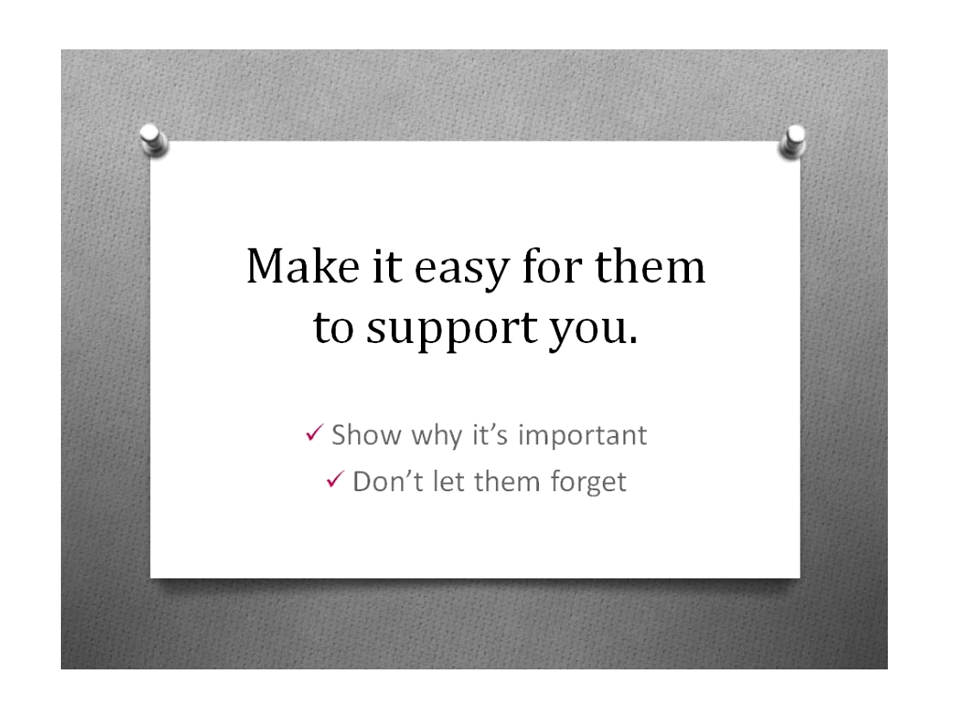 Make it easy for them
to support you.
✓ Show why it’s important
✓ Don’t let them forget